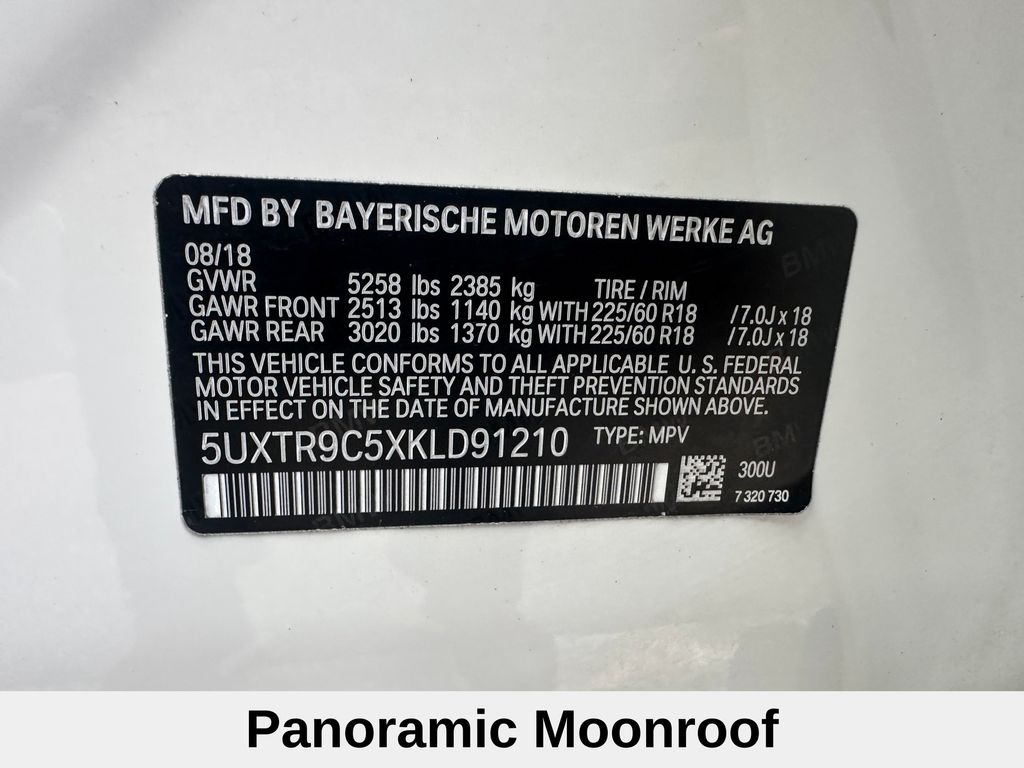 MFD BY BAYERISCHE MOTOREN WERKE AG
08/18
GVWR 5258 lbs 2385 kg TIRE / RIM
GAWR FRONT 2513 lbs 1140 kg WITH 225/60 R18 /7.0J x 18
GAWR REAR 3020 lbs 1370 kg WITH 225/60 R18 /7.0J x 18
THIS VEHICLE CONFORMS TO ALL APPLICABLE U. S. FEDERAL
MOTOR VEHICLE SAFETY AND THEFT PREVENTION STANDARDS
IN EFFECT ON THE DATE OF MANUFACTURE SHOWN ABOVE.
5UXTR9C5XKLD91210 TYPE: MPV
300U
7 320 730
Panoramic Moonroof